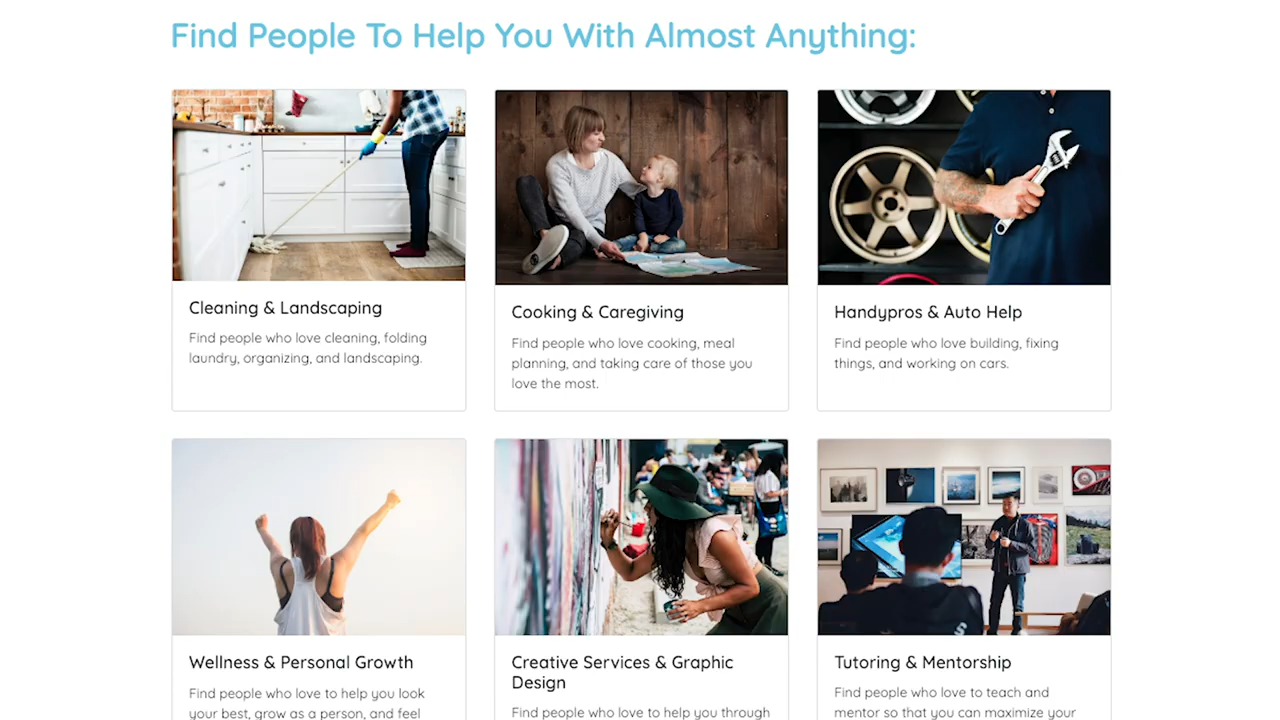 Find People To Help You With Almost Anything:
Cleaning & Landscaping
Find people who love cleaning, folding
laundry, organizing, and landscaping.
Cooking & Caregiving
Find people who love cooking, meal
planning, and taking care of those you
love the most.
Handypros & Auto Help
Find people who love building, fixing
things, and working on cars.
Wellness & Personal Growth
Find people who love to help you look
your best, grow as a person, and feel
Creative Services & Graphic
Design
Find people who love to help you through
Tutoring & Mentorship
Find people who love to teach and
mentor so that you can maximize your